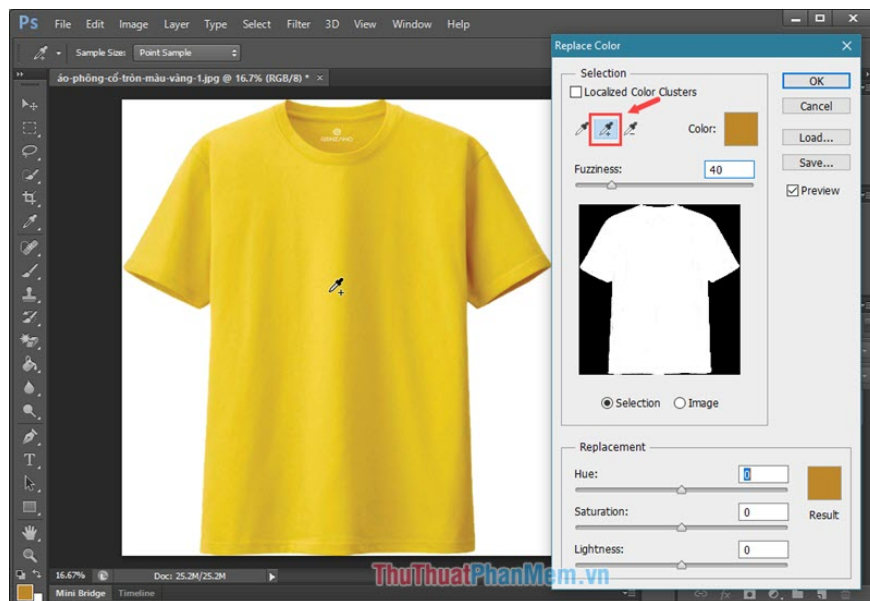 Ps File Edit Image Layer Type Select Filter 3D View Window Help
Sample Size: Point Sample
áo-phông-cổ-tròn-màu-vàng-1.jpg @ 16.7% (RGB/8) * ×
Replace Color
Selection
Localized Color Clusters
Color:
Fuzziness: 40
Selection Image
OK
Cancel
Load...
Save...
Preview
Replacement
Hue: 0
Saturation: 0
Lightness: 0
Result
16.67% Doc: 25.2M/25.2M
ThuThuatPhanMem.vn
Mini Bridge Timeline